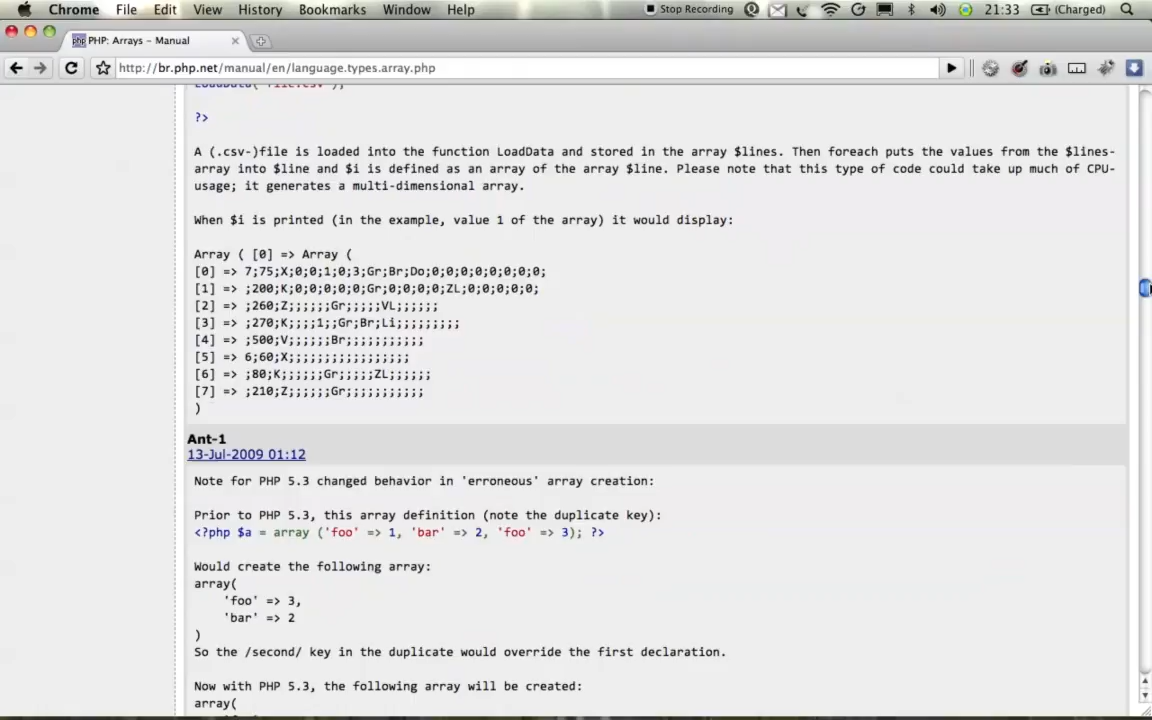 Chrome File Edit View History Bookmarks Window Help Stop Recording 21:33 (Charged)
PHP: Arrays – Manual
http://br.php.net/manual/en/language.types.array.php
?>
A (.csv-)file is loaded into the function LoadData and stored in the array $lines. Then foreach puts the values from the $lines-
array into $line and $i is defined as an array of the array $line. Please note that this type of code could take up much of CPU-
usage; it generates a multi-dimensional array.
When $i is printed (in the example, value 1 of the array) it would display:
Array ( [0] => Array (
[0] => 7;75;X;0;0;1;0;3;Gr;Br;Do;0;0;0;0;0;0;0;
[1] => ;200;K;0;0;0;0;0;Gr;0;0;0;0;ZL;0;0;0;0;
[2] => ;260;Z;;;;;;Gr;;;;;VL;;;;;;
[3] => ;270;K;;;;1;;Gr;Br;Li;;;;;;;;;
[4] => ;500;V;;;;;;Br;;;;;;;;;;;
[5] => 6;60;X;;;;;;;;;;;;;;;;;
[6] => ;80;K;;;;;;Gr;;;;;ZL;;;;;;
[7] => ;210;Z;;;;;;Gr;;;;;;;;;;;
)
Ant-1
13-Jul-2009 01:12
Note for PHP 5.3 changed behavior in 'erroneous' array creation:
Prior to PHP 5.3, this array definition (note the duplicate key):
<?php $a = array ('foo' => 1, 'bar' => 2, 'foo' => 3); ?>
Would create the following array:
array(
'foo' => 3,
'bar' => 2
)
So the /second/ key in the duplicate would override the first declaration.
Now with PHP 5.3, the following array will be created:
array(